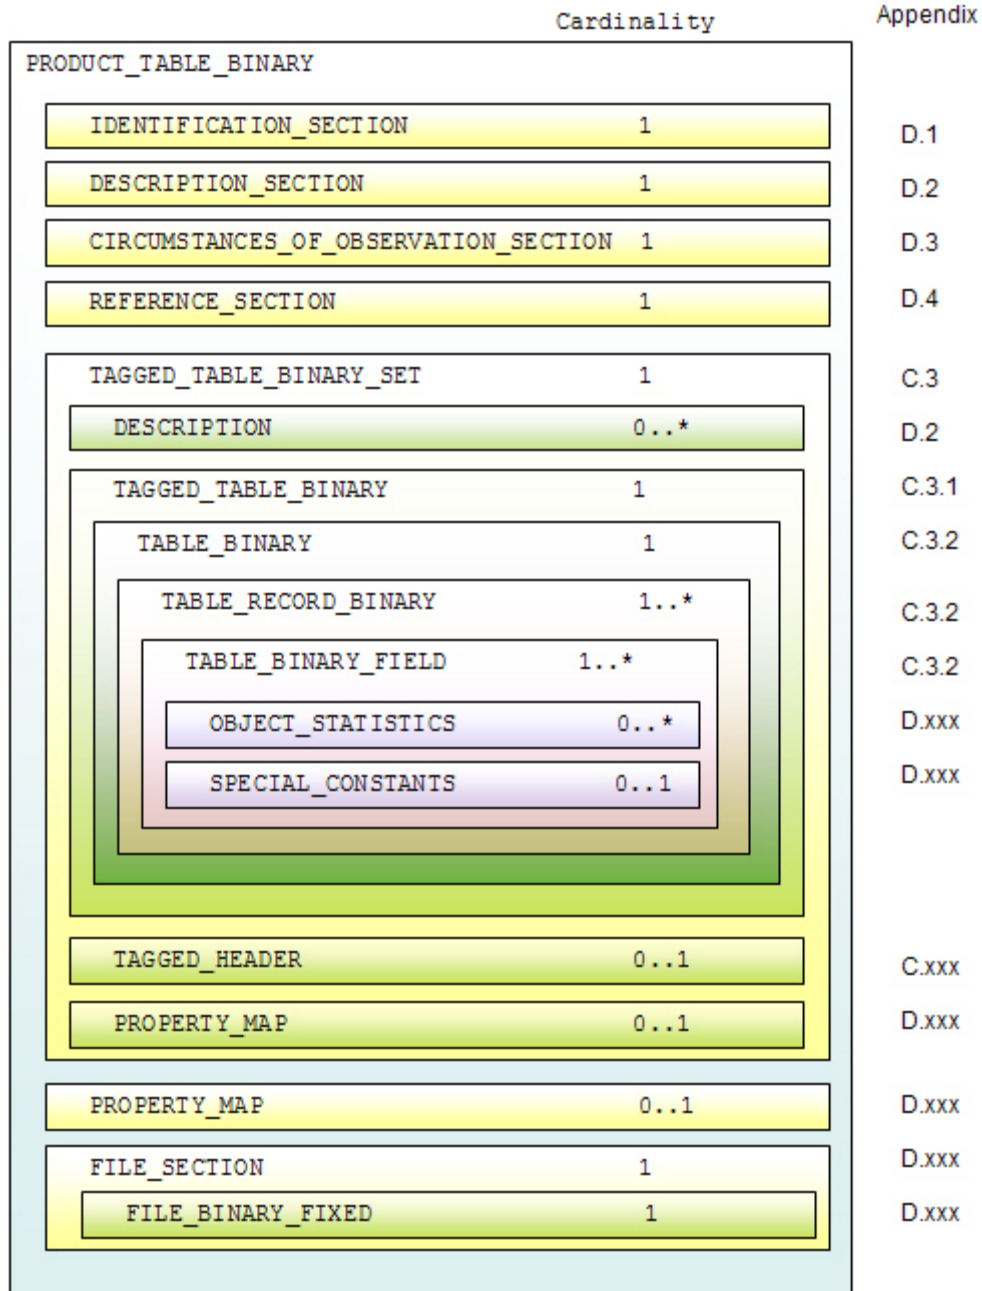 Cardinality Appendix
PRODUCT_TABLE_BINARY
IDENTIFICATION_SECTION 1 D.1
DESCRIPTION_SECTION 1 D.2
CIRCUMSTANCES_OF_OBSERVATION_SECTION 1 D.3
REFERENCE_SECTION 1 D.4
TAGGED_TABLE_BINARY_SET 1 C.3
DESCRIPTION 0..* D.2
TAGGED_TABLE_BINARY 1 C.3.1
TABLE_BINARY 1 C.3.2
TABLE_RECORD_BINARY 1..* C.3.2
TABLE_BINARY_FIELD 1..* C.3.2
OBJECT_STATISTICS 0..* D.xxx
SPECIAL_CONSTANTS 0..1 D.xxx
TAGGED_HEADER 0..1 C.xxx
PROPERTY_MAP 0..1 D.xxx
PROPERTY_MAP 0..1 D.xxx
FILE_SECTION 1 D.xxx
FILE_BINARY_FIXED 1 D.xxx